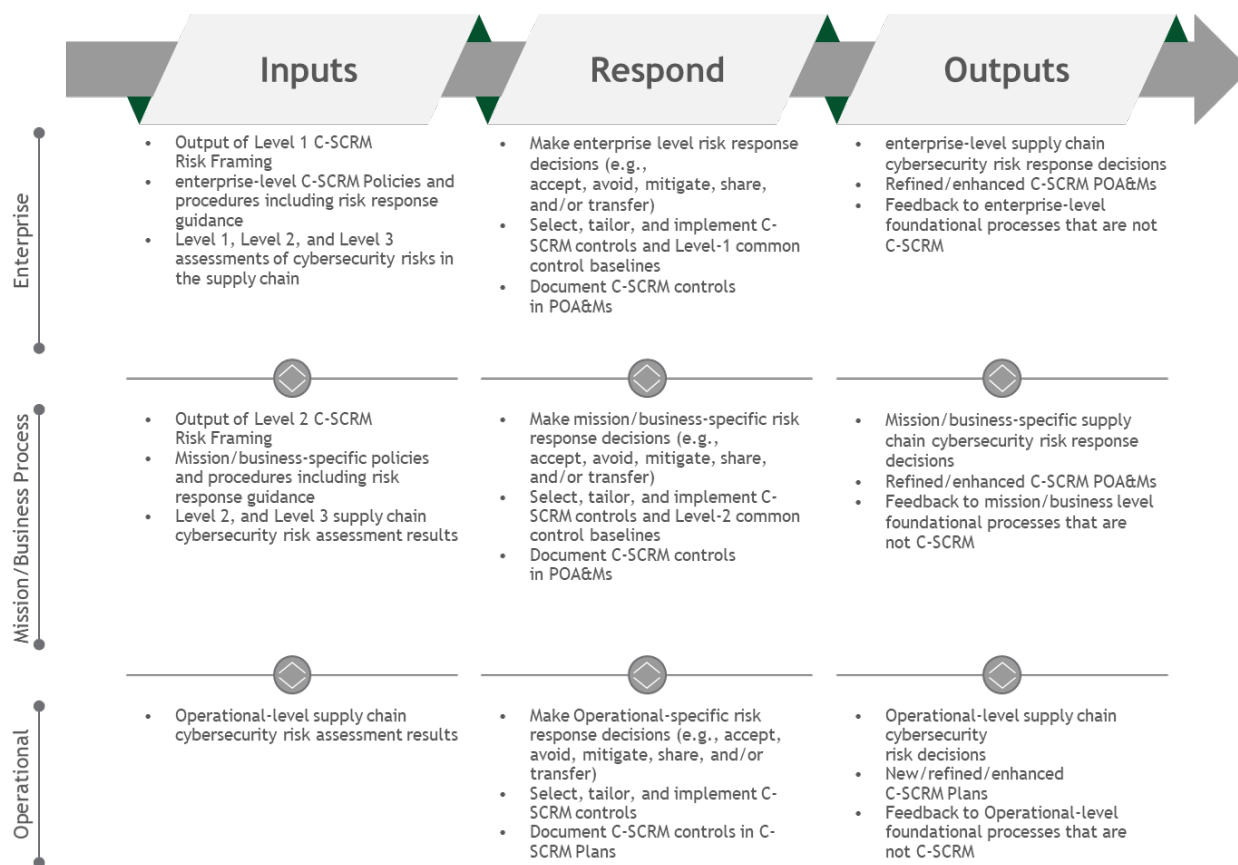 Inputs
Respond
Outputs
Enterprise
• Output of Level 1 C-SCRM
Risk Framing
• enterprise-level C-SCRM Policies and
procedures including risk response
guidance
• Level 1, Level 2, and Level 3
assessments of cybersecurity risks in
the supply chain
• Make enterprise level risk response
decisions (e.g.,
accept, avoid, mitigate, share,
and/or transfer)
• Select, tailor, and implement C-
SCRM controls and Level-1 common
control baselines
• Document C-SCRM controls
in POA&Ms
• enterprise-level supply chain
cybersecurity risk response decisions
• Refined/enhanced C-SCRM POA&Ms
• Feedback to enterprise-level
foundational processes that are not
C-SCRM
Mission/Business Process
• Output of Level 2 C-SCRM
Risk Framing
• Mission/business-specific policies
and procedures including risk
response guidance
• Level 2, and Level 3 supply chain
cybersecurity risk assessment results
• Make mission/business-specific risk
response decisions (e.g.,
accept, avoid, mitigate, share,
and/or transfer)
• Select, tailor, and implement C-
SCRM controls and Level-2 common
control baselines
• Document C-SCRM controls
in POA&Ms
• Mission/business-specific supply
chain cybersecurity risk response
decisions
• Refined/enhanced C-SCRM POA&Ms
• Feedback to mission/business level
foundational processes that are
not C-SCRM
Operational
• Operational-level supply chain
cybersecurity risk assessment results
• Make Operational-specific risk
response decisions (e.g., accept,
avoid, mitigate, share, and/or
transfer)
• Select, tailor, and implement C-
SCRM controls
• Document C-SCRM controls in C-
SCRM Plans
• Operational-level supply chain
cybersecurity
risk decisions
• New/refined/enhanced
C-SCRM Plans
• Feedback to Operational-level
foundational processes that are
not C-SCRM